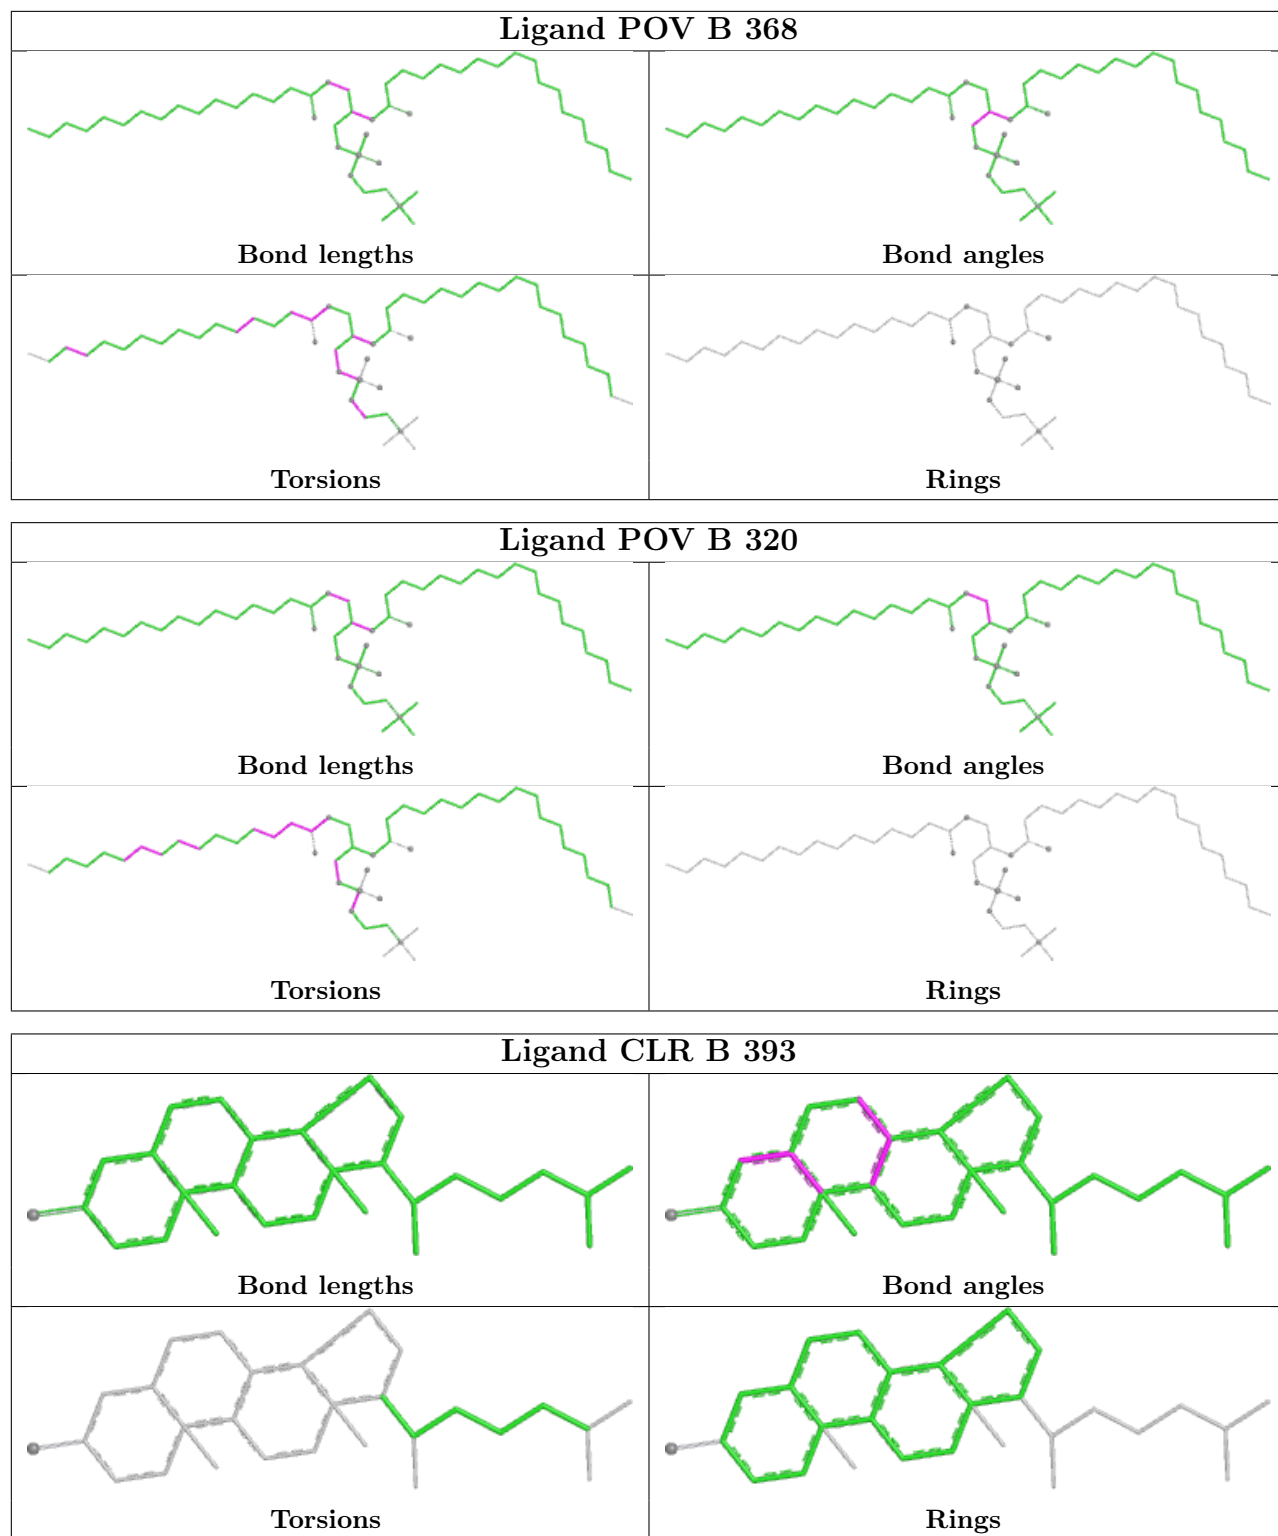 Ligand POV B 368
Bond lengths
Bond angles
Torsions
Rings
Ligand POV B 320
Bond lengths
Bond angles
Torsions
Rings
Ligand CLR B 393
Bond lengths
Bond angles
Torsions
Rings